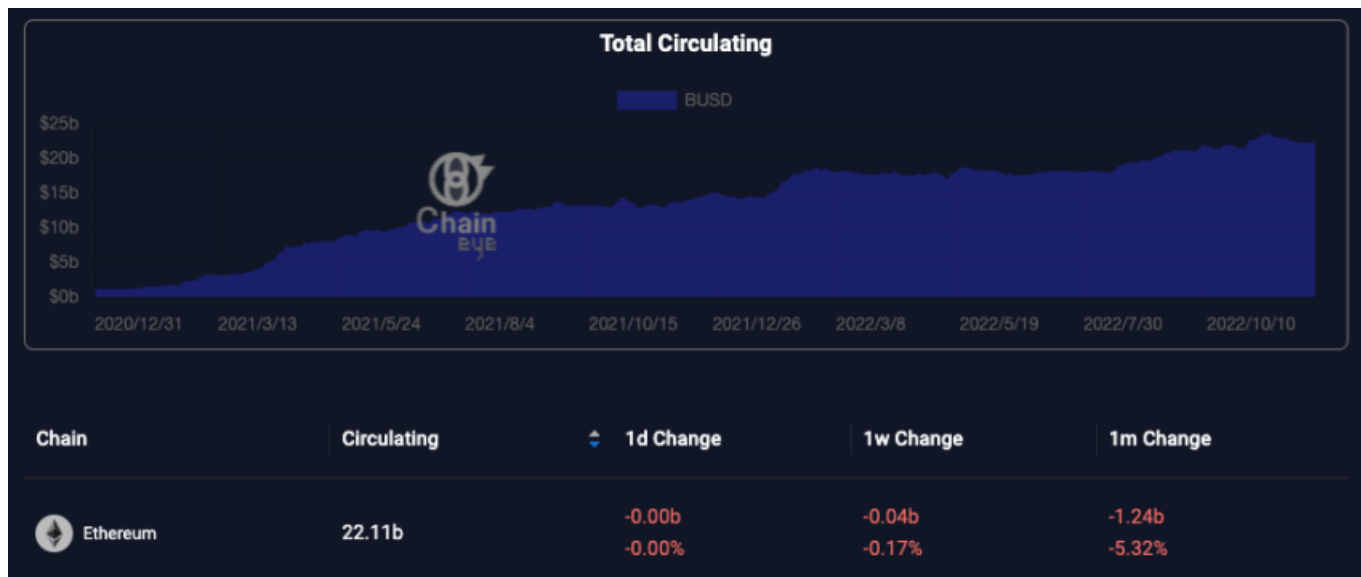 Total Circulating
BUSD
$25b
$20b
$15b
$10b
$5b
$0b
Chain
eye
2020/12/31 2021/3/13 2021/5/24 2021/8/4 2021/10/15 2021/12/26 2022/3/8 2022/5/19 2022/7/30 2022/10/10
Chain Circulating 1d Change 1w Change 1m Change
-0.00b -0.04b -1.24b
Ethereum 22.11b
-0.00% -0.17% -5.32%